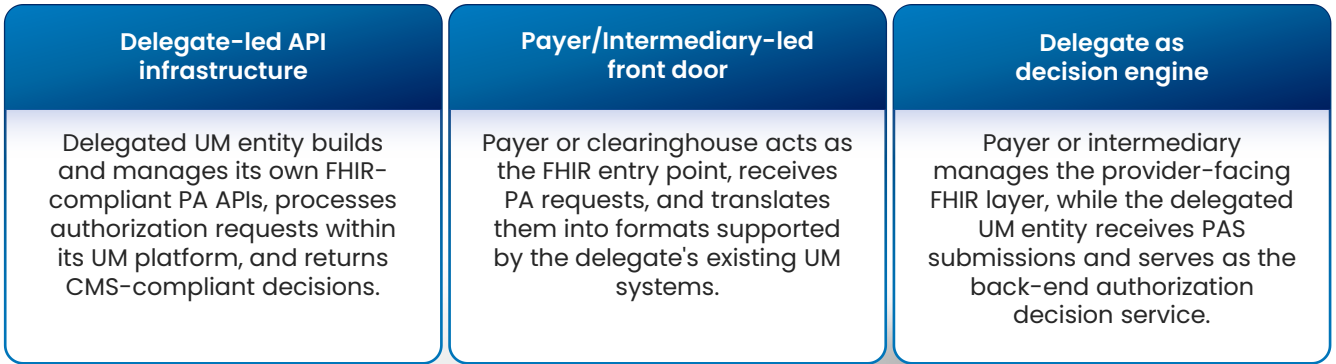 Delegate-led API
infrastructure
Delegated UM entity builds
and manages its own FHIR-
compliant PA APIs, processes
authorization requests within
its UM platform, and returns
CMS-compliant decisions.
Payer/Intermediary-led
front door
Payer or clearinghouse acts as
the FHIR entry point, receives
PA requests, and translates
them into formats supported
by the delegate's existing UM
systems.
Delegate as
decision engine
Payer or intermediary
manages the provider-facing
FHIR layer, while the delegated
UM entity receives PAS
submissions and serves as the
back-end authorization
decision service.